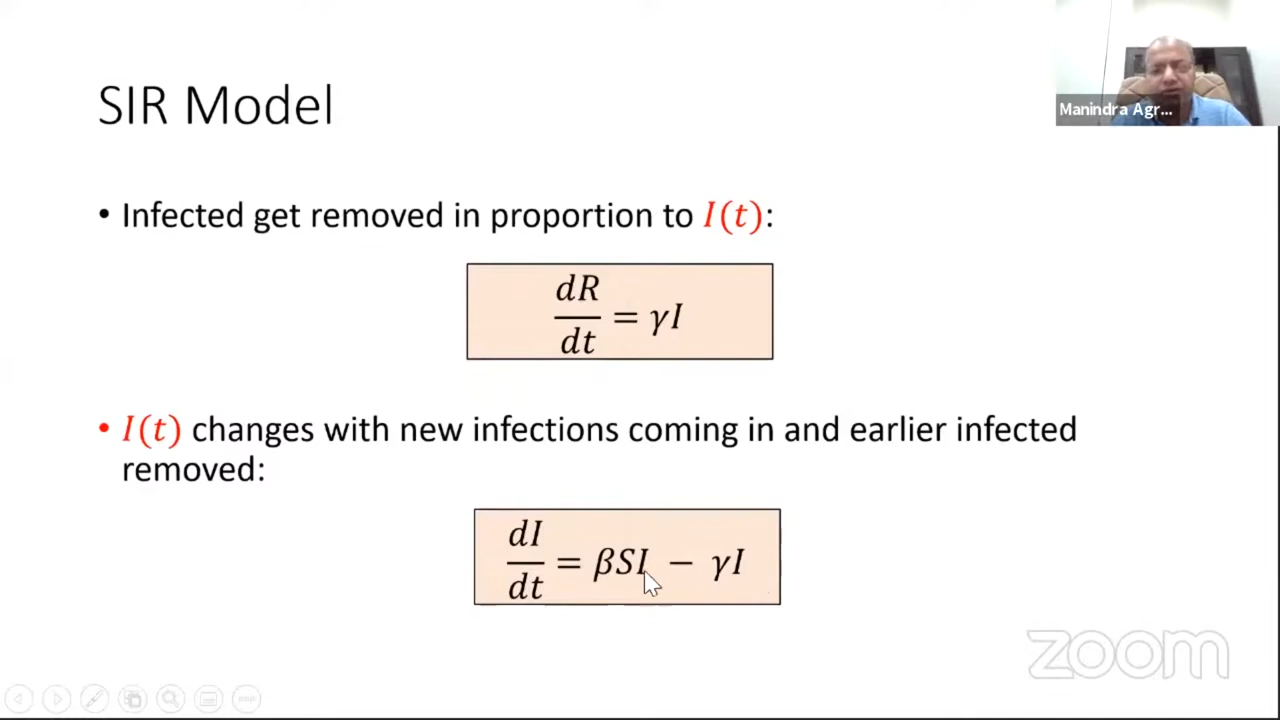 SIR Model
Manindra Agr...
• Infected get removed in proportion to I(t):
dR/dt = γI
• I(t) changes with new infections coming in and earlier infected
removed:
dI/dt = βSI − γI
zoom